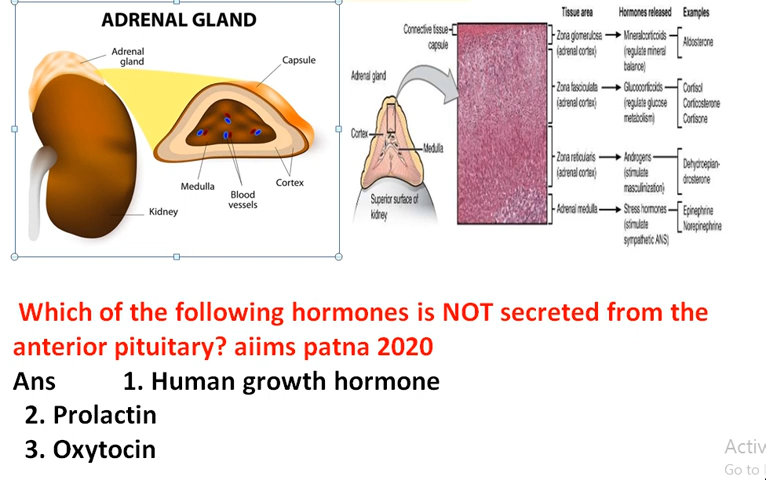 ADRENAL GLAND
Adrenal
gland
Capsule
Medulla
Blood
vessels
Cortex
Kidney
Tissue area
Hormones released
Examples
Connective tissue
capsule
Adrenal gland
Cortex
Medulla
Superior surface of
kidney
Zona glomerulosa
(adrenal cortex)
Mineralcorticoids
(regulate mineral
balance)
Aldosterone
Zona fasciculata
(adrenal cortex)
Glucocorticoids
(regulate glucose
metabolism)
Cortisol
Corticosterone
Cortisone
Zona reticularis
(adrenal cortex)
Androgens
(stimulate
masculinization)
Dehydroepian-
drosterone
Adrenal medulla
Stress hormones
(stimulate
sympathetic ANS)
Epinephrine
Norepinephrine
Which of the following hormones is NOT secreted from the
anterior pituitary? aiims patna 2020
Ans 1. Human growth hormone
2. Prolactin
3. Oxytocin
Activ
Go to